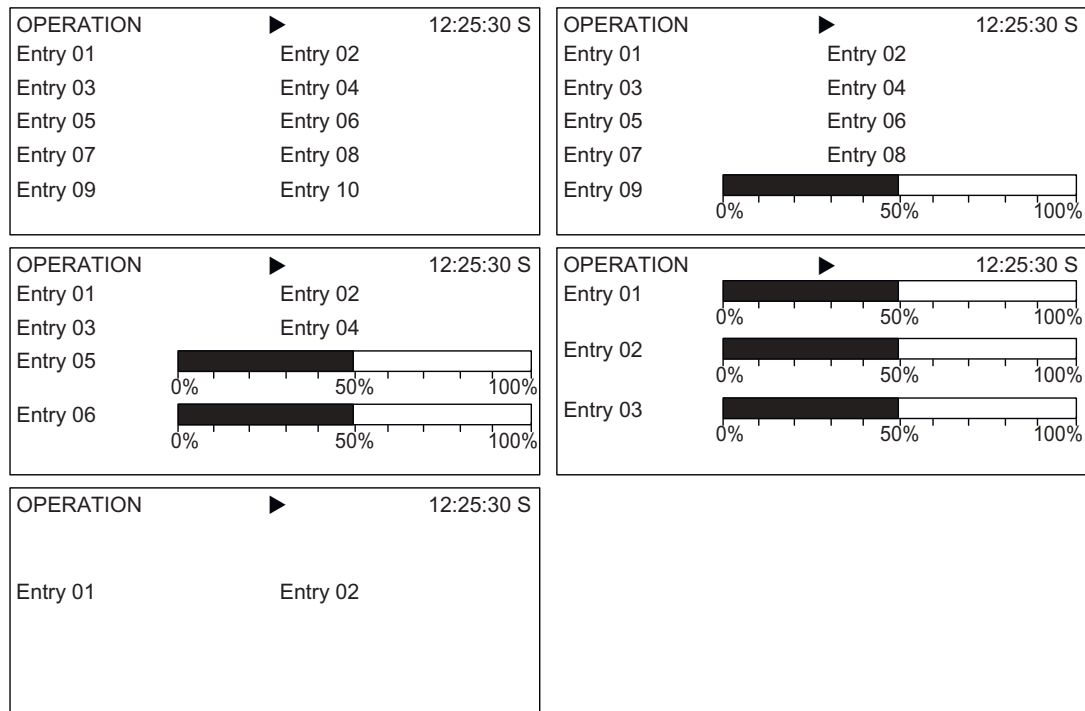 OPERATION ▶ 12:25:30 S
Entry 01 Entry 02
Entry 03 Entry 04
Entry 05 Entry 06
Entry 07 Entry 08
Entry 09 Entry 10
OPERATION ▶ 12:25:30 S
Entry 01 Entry 02
Entry 03 Entry 04
Entry 05 Entry 06
Entry 07 Entry 08
Entry 09
0% 50% 100%
OPERATION ▶ 12:25:30 S
Entry 01 Entry 02
Entry 03 Entry 04
Entry 05
0% 50% 100%
Entry 06
0% 50% 100%
OPERATION ▶ 12:25:30 S
Entry 01
0% 50% 100%
Entry 02
0% 50% 100%
Entry 03
0% 50% 100%
OPERATION ▶ 12:25:30 S
Entry 01 Entry 02